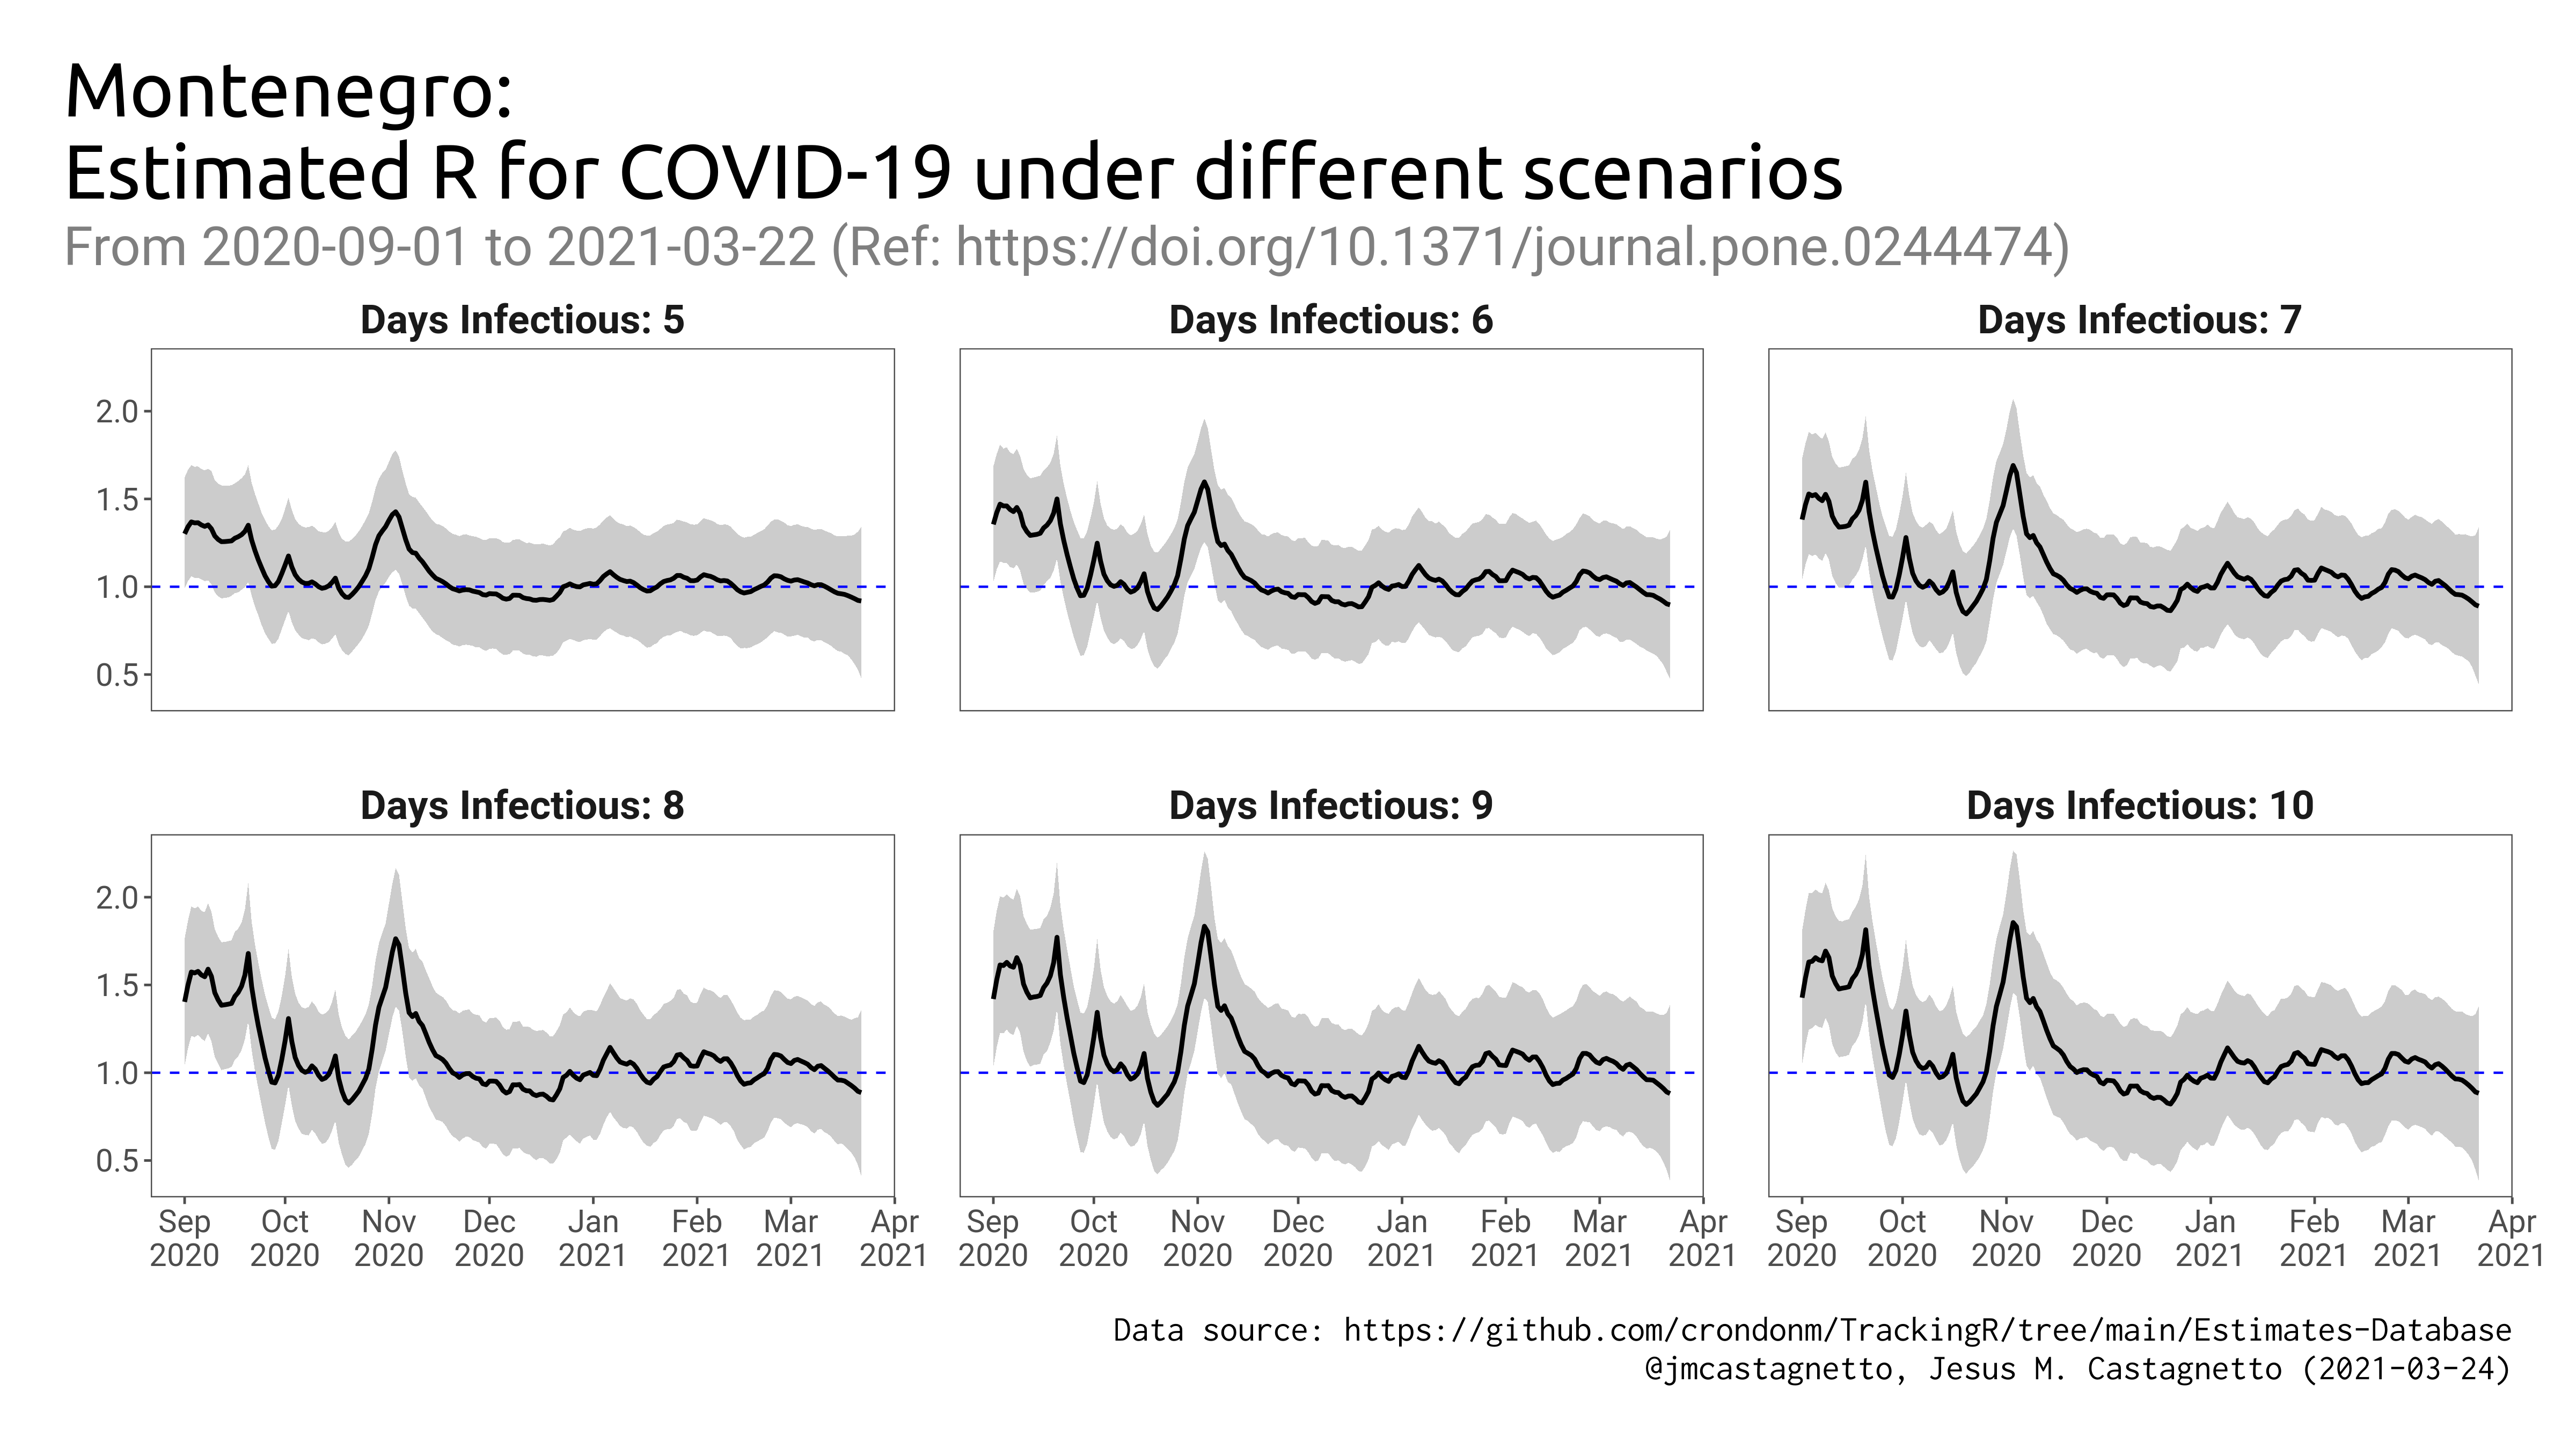 Montenegro:
Estimated R for COVID-19 under different scenarios
From 2020-09-01 to 2021-03-22 (Ref: https://doi.org/10.1371/journal.pone.0244474)
Days Infectious: 5
Days Infectious: 6
Days Infectious: 7
2.0
1.5
1.0
0.5
Days Infectious: 8
Days Infectious: 9
Days Infectious: 10
2.0
1.5
1.0
0.5
Sep Oct Nov Dec Jan Feb Mar Apr
2020 2020 2020 2020 2021 2021 2021 2021
Sep Oct Nov Dec Jan Feb Mar Apr
2020 2020 2020 2020 2021 2021 2021 2021
Sep Oct Nov Dec Jan Feb Mar Apr
2020 2020 2020 2020 2021 2021 2021 2021
Data source: https://github.com/crondonm/TrackingR/tree/main/Estimates-Database
@jmcastagnetto, Jesus M. Castagnetto (2021-03-24)